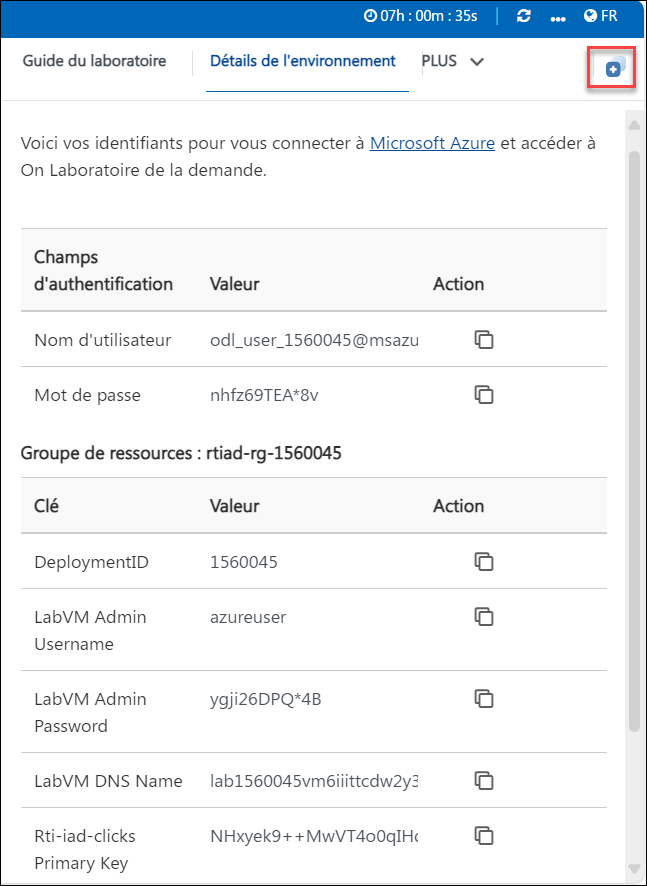 07h : 00m : 35s FR
Guide du laboratoire Détails de l'environnement PLUS
Voici vos identifiants pour vous connecter à Microsoft Azure et accéder à
On Laboratoire de la demande.
Champs
d'authentification Valeur Action
Nom d'utilisateur odl_user_1560045@msazu
Mot de passe nhfz69TEA*8v
Groupe de ressources : rtiad-rg-1560045
Clé Valeur Action
DeploymentID 1560045
LabVM Admin azureuser
Username
LabVM Admin ygji26DPQ*4B
Password
LabVM DNS Name lab1560045vm6iiittcdw2y3
Rti-iad-clicks NHxyek9++MwVT4o0qIH
Primary Key